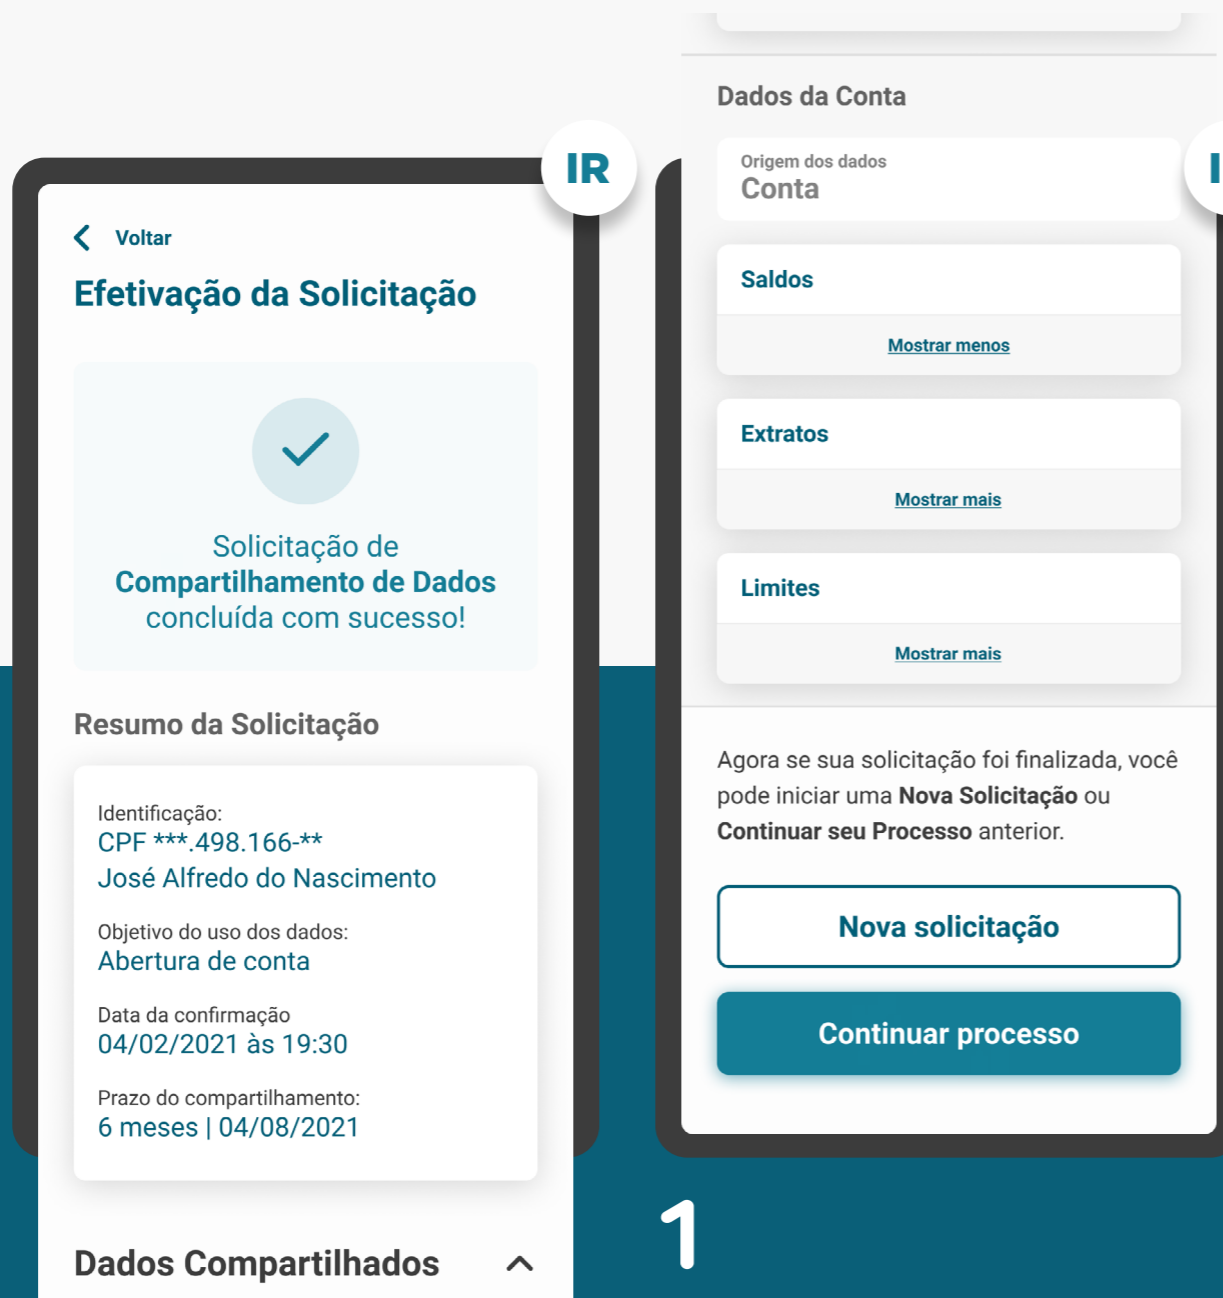 IR
Voltar
Efetivação da Solicitação
Solicitação de
Compartilhamento de Dados
concluída com sucesso!
Resumo da Solicitação
Identificação:
CPF ***.498.166-**
José Alfredo do Nascimento
Objetivo do uso dos dados:
Abertura de conta
Data da confirmação
04/02/2021 às 19:30
Prazo do compartilhamento:
6 meses | 04/08/2021
Dados Compartilhados
Dados da Conta
Origem dos dados
Conta
Saldos
Mostrar menos
Extratos
Mostrar mais
Limites
Mostrar mais
Agora se sua solicitação foi finalizada, você
pode iniciar uma Nova Solicitação ou
Continuar seu Processo anterior.
Nova solicitação
Continuar processo
1